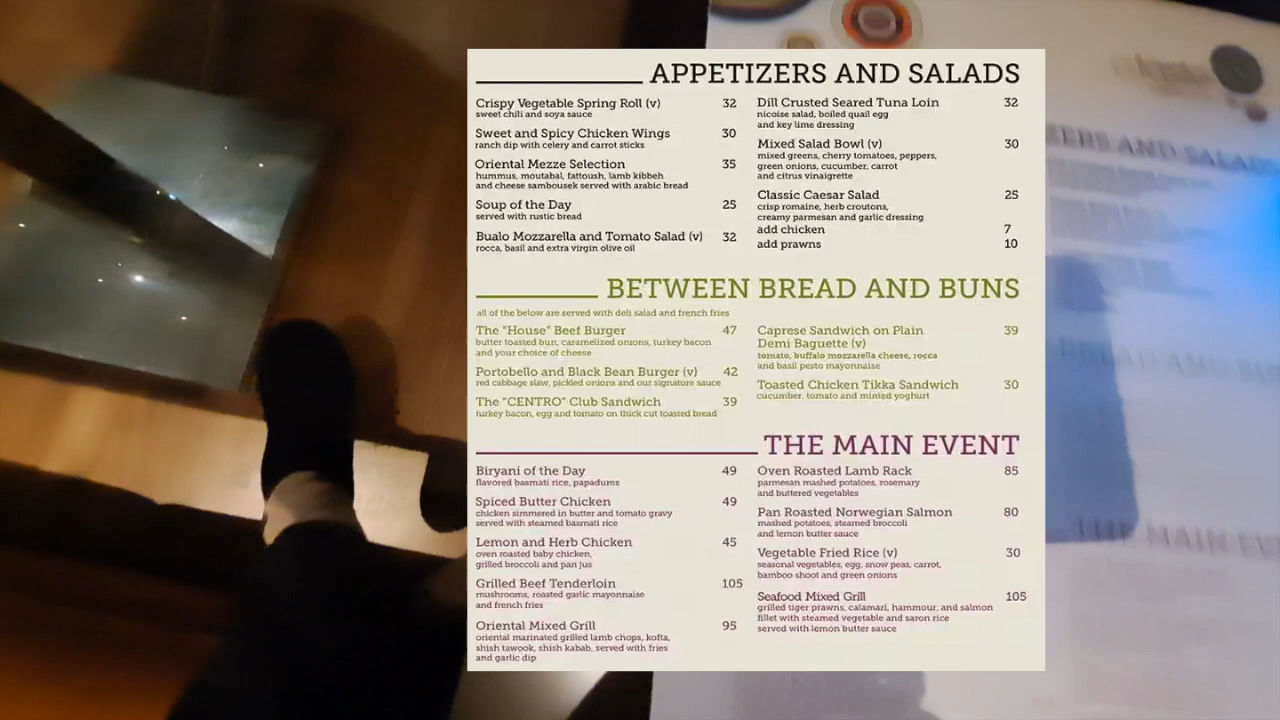 APPETIZERS AND SALADS
Crispy Vegetable Spring Roll (v) 32
sweet chili and soya sauce
Sweet and Spicy Chicken Wings 30
ranch dip with celery and carrot sticks
Oriental Mezze Selection 35
hummus, moutabal, fattoush, lamb kibbeh
and cheese sambousek served with arabic bread
Soup of the Day 25
served with rustic bread
Bualo Mozzarella and Tomato Salad (v) 32
rocca, basil and extra virgin olive oil
Dill Crusted Seared Tuna Loin 32
nicoise salad, boiled quail egg
and key lime dressing
Mixed Salad Bowl (v) 30
mixed greens, cherry tomatoes, peppers,
green onions, cucumber, carrot
and citrus vinaigrette
Classic Caesar Salad 25
crisp romaine, herb croutons,
creamy parmesan and garlic dressing
add chicken 7
add prawns 10
BETWEEN BREAD AND BUNS
all of the below are served with deli salad and french fries
The "House" Beef Burger 47
butter toasted bun, caramelized onions, turkey bacon
and your choice of cheese
Portobello and Black Bean Burger (v) 42
red cabbage slaw, pickled onions and our signature sauce
The "CENTRO" Club Sandwich 39
turkey bacon, egg and tomato on thick cut toasted bread
Caprese Sandwich on Plain 39
Demi Baguette (v)
tomato, buffalo mozzarella cheese, rocca
and basil pesto mayonnaise
Toasted Chicken Tikka Sandwich 30
cucumber, tomato and minted yoghurt
THE MAIN EVENT
Biryani of the Day 49
flavored basmati rice, papadums
Spiced Butter Chicken 49
chicken simmered in butter and tomato gravy
served with steamed basmati rice
Lemon and Herb Chicken 45
oven roasted baby chicken,
grilled broccoli and pan jus
Grilled Beef Tenderloin 105
mushrooms, roasted garlic mayonnaise
and french fries
Oriental Mixed Grill 95
oriental marinated grilled lamb chops, kofta,
shish tawook, shish kabab, served with fries
and garlic dip
Oven Roasted Lamb Rack 85
parmesan mashed potatoes, rosemary
and buttered vegetables
Pan Roasted Norwegian Salmon 80
mashed potatoes, steamed broccoli
and lemon butter sauce
Vegetable Fried Rice (v) 30
seasonal vegetables, egg, snow peas, carrot,
bamboo shoot and green onions
Seafood Mixed Grill 105
grilled tiger prawns, calamari, hammour, and salmon
fillet with steamed vegetable and saron rice
served with lemon butter sauce
AND SALADS
MAIN